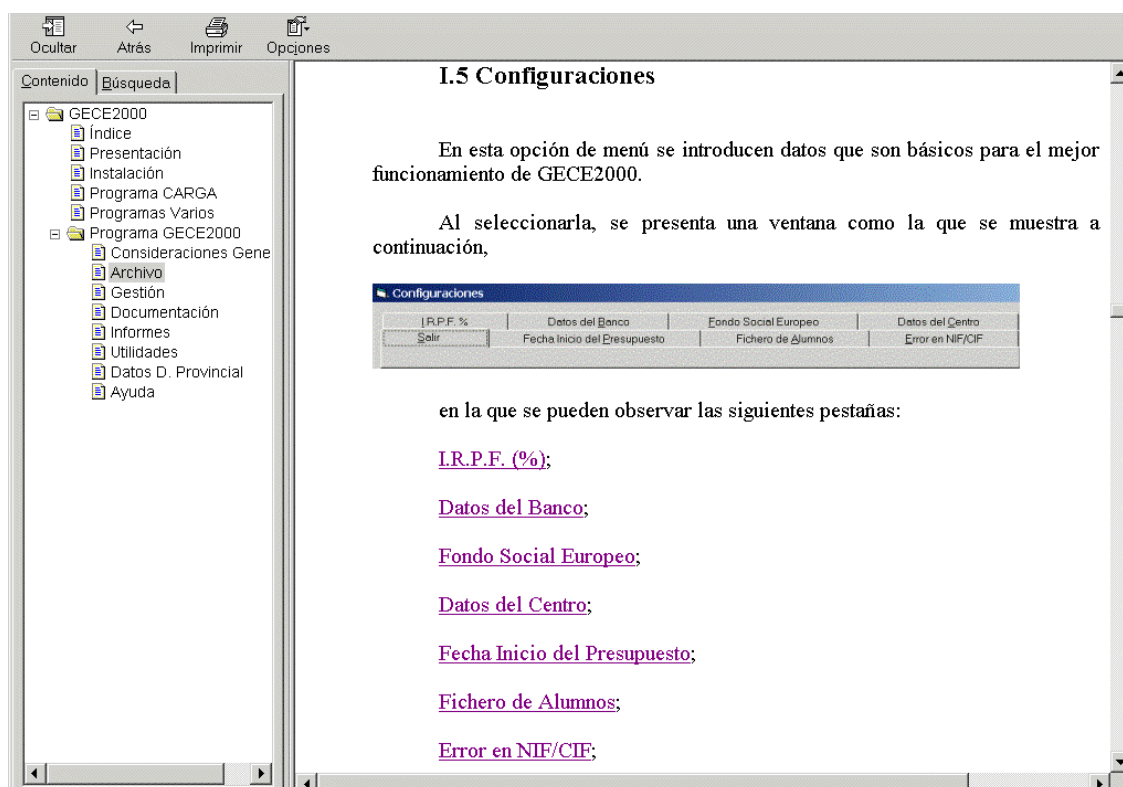 Ocultar Atrás Imprimir Opciones
Contenido Búsqueda
GECE2000
Índice
Presentación
Instalación
Programa CARGA
Programas Varios
Programa GECE2000
Consideraciones Gene
Archivo
Gestión
Documentación
Informes
Utilidades
Datos D. Provincial
Ayuda
I.5 Configuraciones
En esta opción de menú se introducen datos que son básicos para el mejor
funcionamiento de GECE2000.
Al seleccionarla, se presenta una ventana como la que se muestra a
continuación,
Configuraciones
I.R.P.F. % Datos del Banco Fondo Social Europeo Datos del Centro
Salir Fecha Inicio del Presupuesto Fichero de Alumnos Error en NIF/CIF
en la que se pueden observar las siguientes pestañas:
I.R.P.F. (%);
Datos del Banco;
Fondo Social Europeo;
Datos del Centro;
Fecha Inicio del Presupuesto;
Fichero de Alumnos;
Error en NIF/CIF;